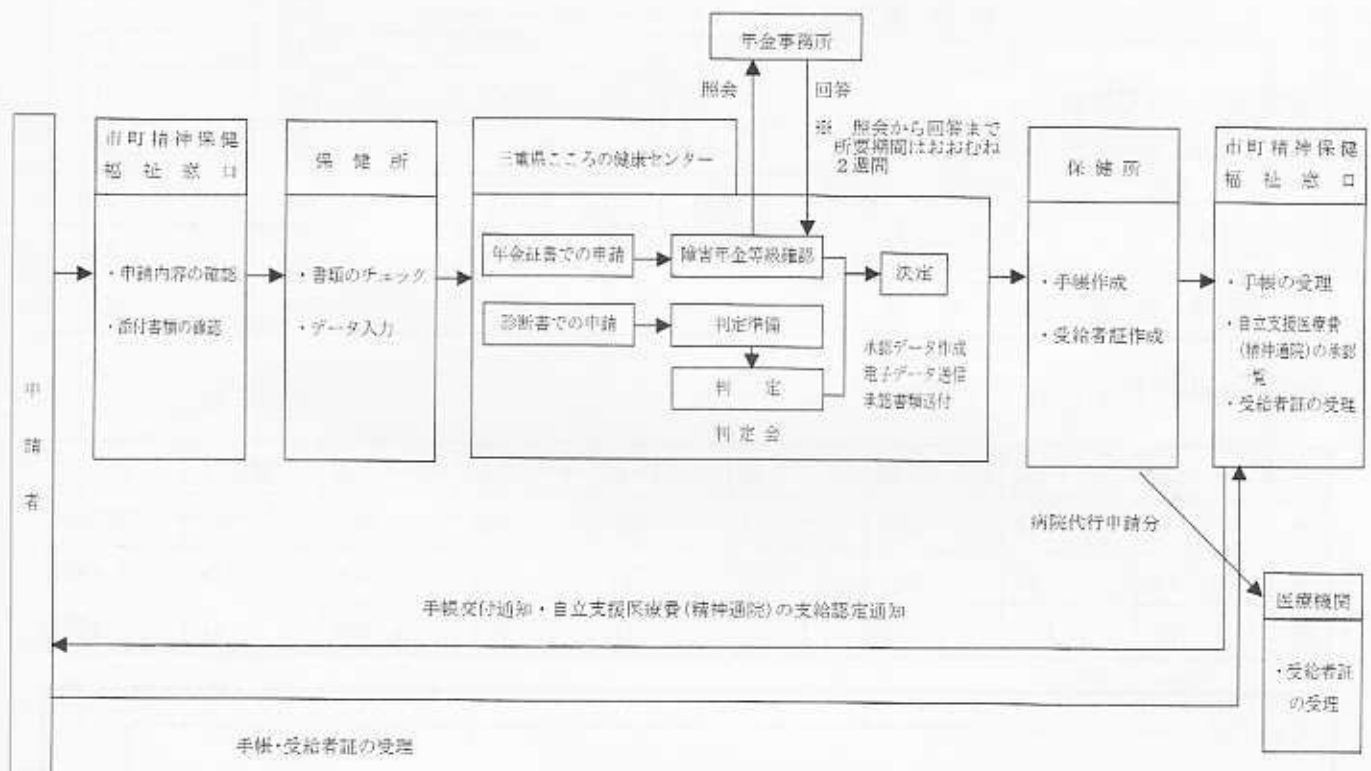 年金事務所
照会
回答
※ 照会から回答まで
所要期間はおおむね
2週間
申請者
市町精神保健
福祉窓口
・申請内容の確認
・添付書類の確認
保健所
・書類のチェック
・データ入力
三重県こころの健康センター
年金証書での申請
障害年金等級確認
診断書での申請
判定準備
判定
判定会
決定
承認データ作成
電子データ送信
承認書類送付
保健所
・手帳作成
・受給者証作成
市町精神保健
福祉窓口
・手帳の受理
・自立支援医療費
(精神通院)の承認
一覧
・受給者証の受理
病院代行申請分
医療機関
・受給者証
の受理
手帳交付通知・自立支援医療費(精神通院)の支給認定通知
手帳・受給者証の受理